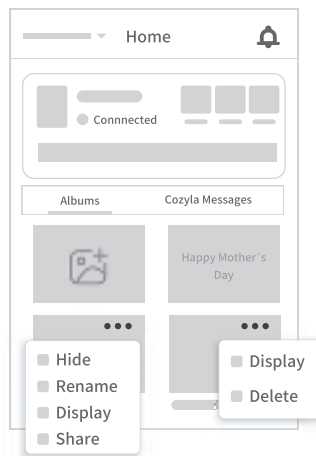 Home
Connnected
Albums
Cozyla Messages
Happy Mother's
Day
Hide
Rename
Display
Share
Display
Delete